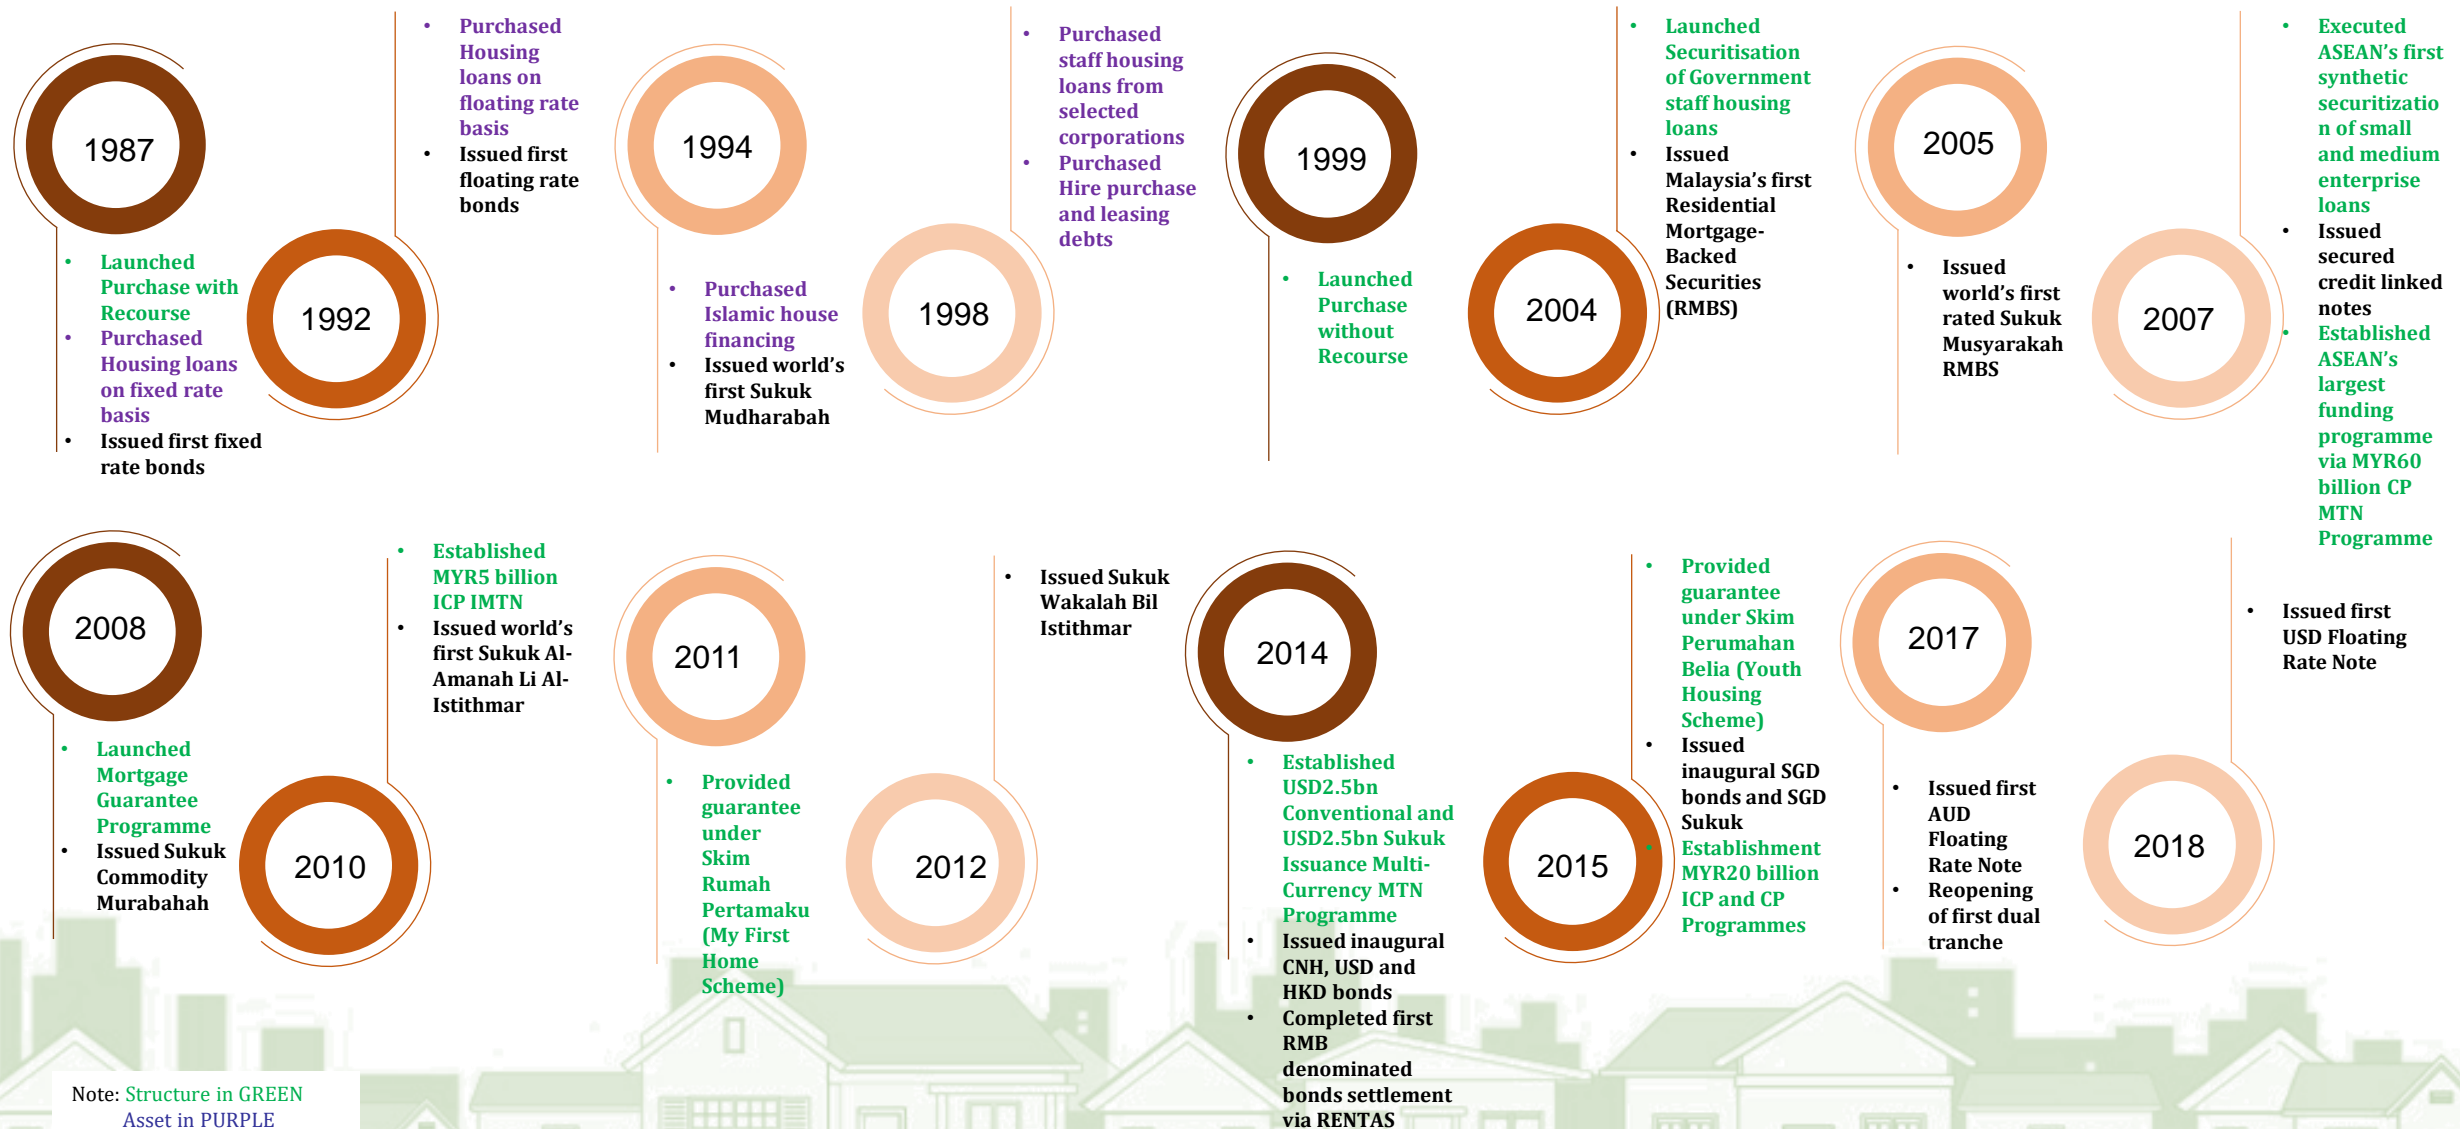 1987
• Launched
Purchase with
Recourse
• Purchased
Housing loans
on fixed rate
basis
• Issued first fixed
rate bonds
1992
• Purchased
Housing
loans on
floating rate
basis
• Issued first
floating rate
bonds
1994
• Purchased
Islamic house
financing
• Issued world's
first Sukuk
Mudharabah
1998
• Purchased
staff housing
loans from
selected
corporations
• Purchased
Hire purchase
and leasing
debts
1999
• Launched
Purchase
without
Recourse
2004
• Launched
Securitisation
of Government
staff housing
loans
• Issued
Malaysia's first
Residential
Mortgage-
Backed
Securities
(RMBS)
2005
• Issued
world's first
rated Sukuk
Musyarakah
RMBS
2007
• Executed
ASEAN's first
synthetic
securitizatio
n of small
and medium
enterprise
loans
• Issued
secured
credit linked
notes
• Established
ASEAN's
largest
funding
programme
via MYR60
billion CP
MTN
Programme
2008
• Launched
Mortgage
Guarantee
Programme
• Issued Sukuk
Commodity
Murabahah
2010
• Established
MYR5 billion
ICP IMTN
• Issued world's
first Sukuk Al-
Amanah Li Al-
Istithmar
2011
• Provided
guarantee
under
Skim
Rumah
Pertamaku
(My First
Home
Scheme)
2012
• Issued Sukuk
Wakalah Bil
Istithmar
2014
• Established
USD2.5bn
Conventional and
USD2.5bn Sukuk
Issuance Multi-
Currency MTN
Programme
• Issued inaugural
CNH, USD and
HKD bonds
• Completed first
RMB
denominated
bonds settlement
via RENTAS
2015
• Provided
guarantee
under Skim
Perumahan
Belia (Youth
Housing
Scheme)
• Issued
inaugural SGD
bonds and SGD
Sukuk
• Establishment
MYR20 billion
ICP and CP
Programmes
2017
• Issued first
AUD
Floating
Rate Note
• Reopening
of first dual
tranche
2018
• Issued first
USD Floating
Rate Note
Note: Structure in GREEN
Asset in PURPLE